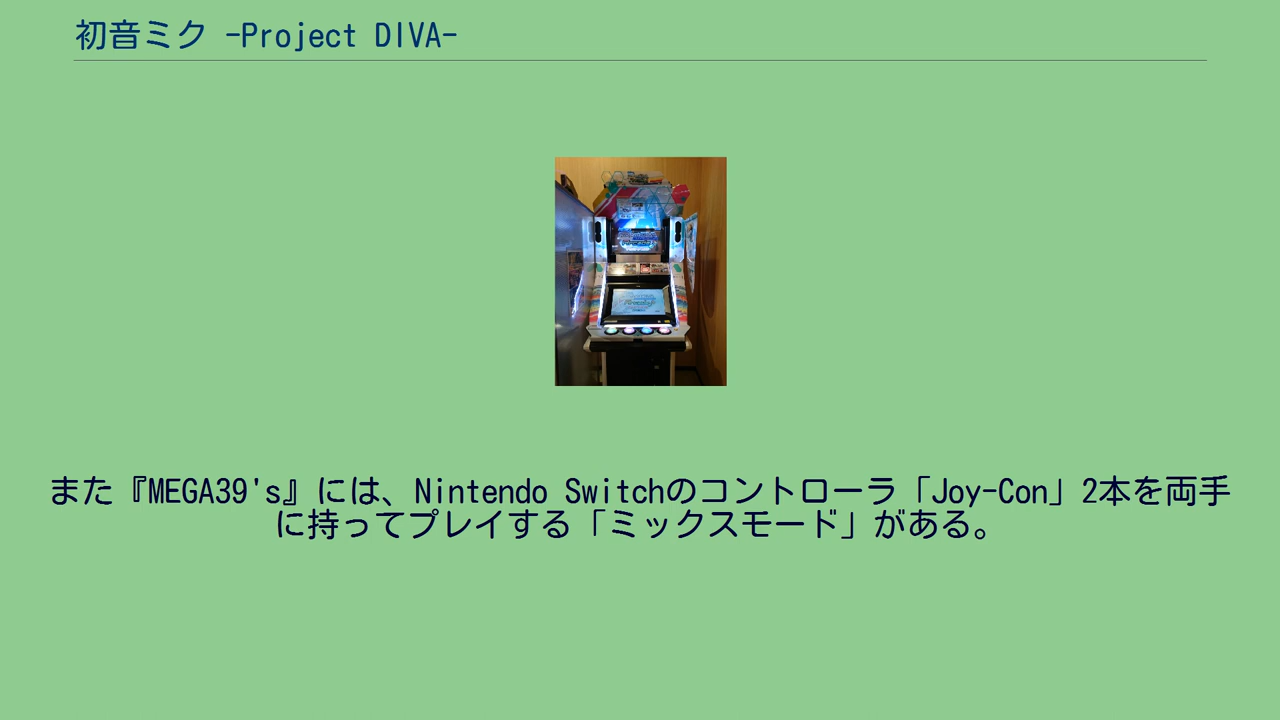 初音ミク -Project DIVA-
また『MEGA39's』には、Nintendo Switchのコントローラ「Joy-Con」2本を両手
に持ってプレイする「ミックスモード」がある。